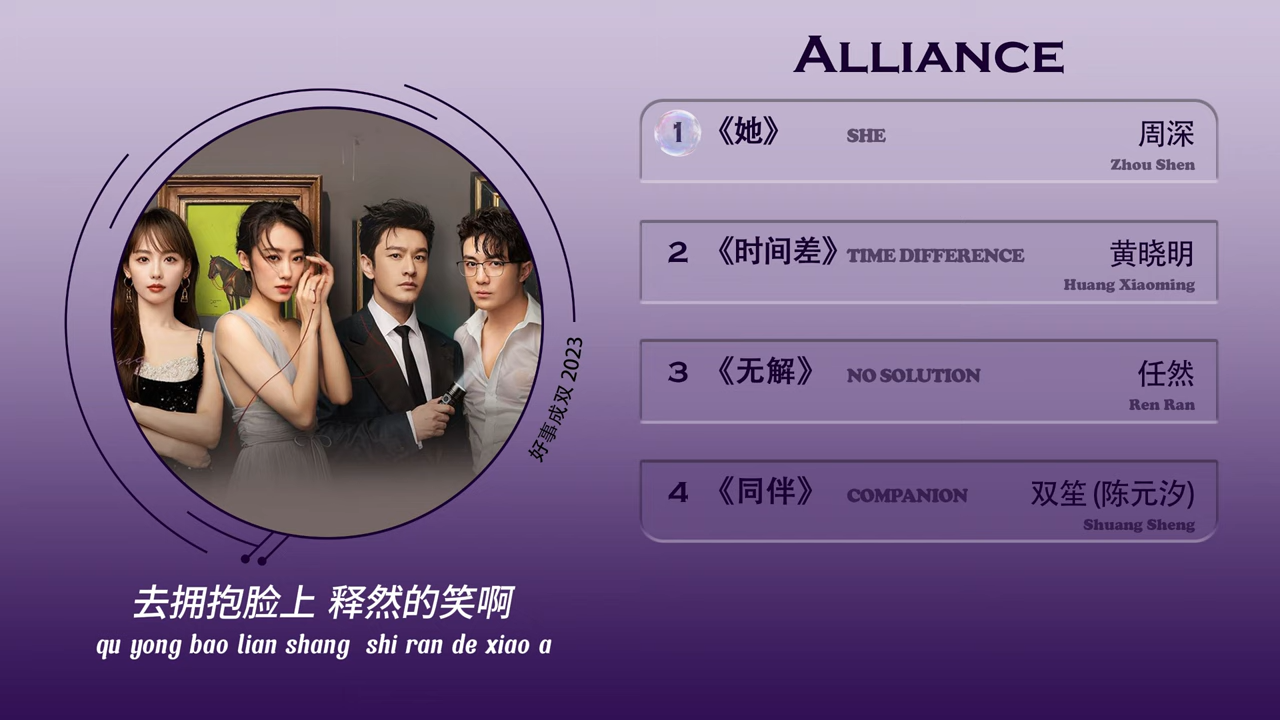 ALLIANCE
1 《她》 SHE 周深
Zhou Shen
2 《时间差》 TIME DIFFERENCE 黄晓明
Huang Xiaoming
3 《无解》 NO SOLUTION 任然
Ren Ran
4 《同伴》 COMPANION 双笙 (陈元汐)
Shuang Sheng
好事成双 2023
去拥抱脸上 释然的笑啊
qu yong bao lian shang shi ran de xiao a